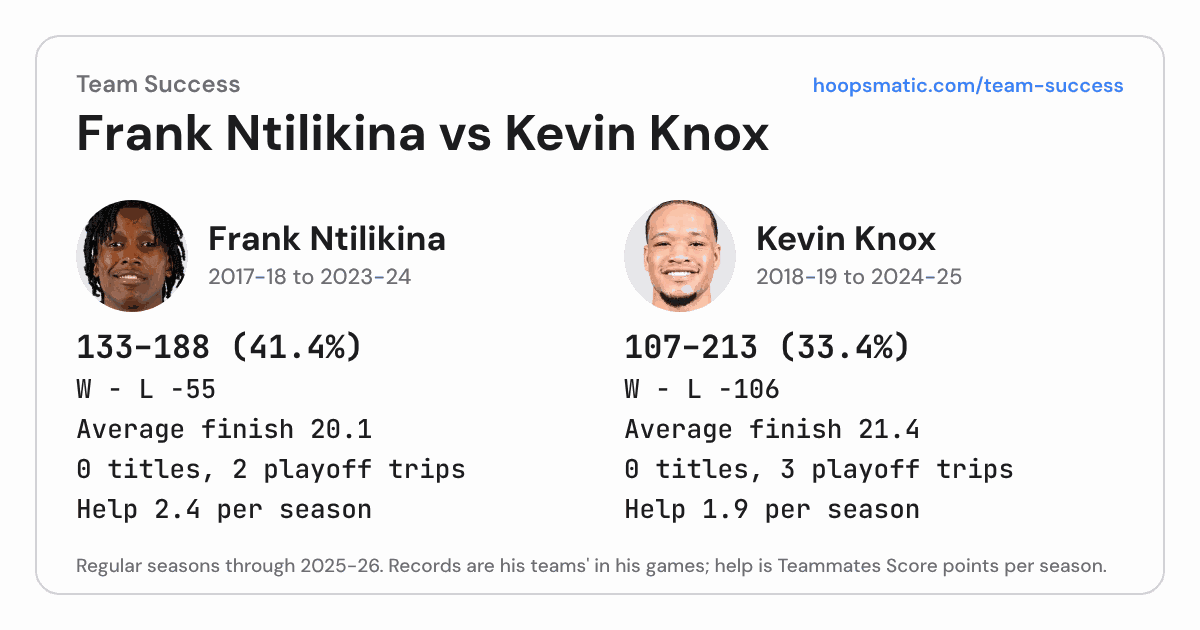 Team Success
hoopsmatic.com/team-success
Frank Ntilikina vs Kevin Knox
Frank Ntilikina
2017-18 to 2023-24
133-188 (41.4%)
W - L -55
Average finish 20.1
0 titles, 2 playoff trips
Help 2.4 per season
Kevin Knox
2018-19 to 2024-25
107-213 (33.4%)
W - L -106
Average finish 21.4
0 titles, 3 playoff trips
Help 1.9 per season
Regular seasons through 2025-26. Records are his teams' in his games; help is Teammates Score points per season.